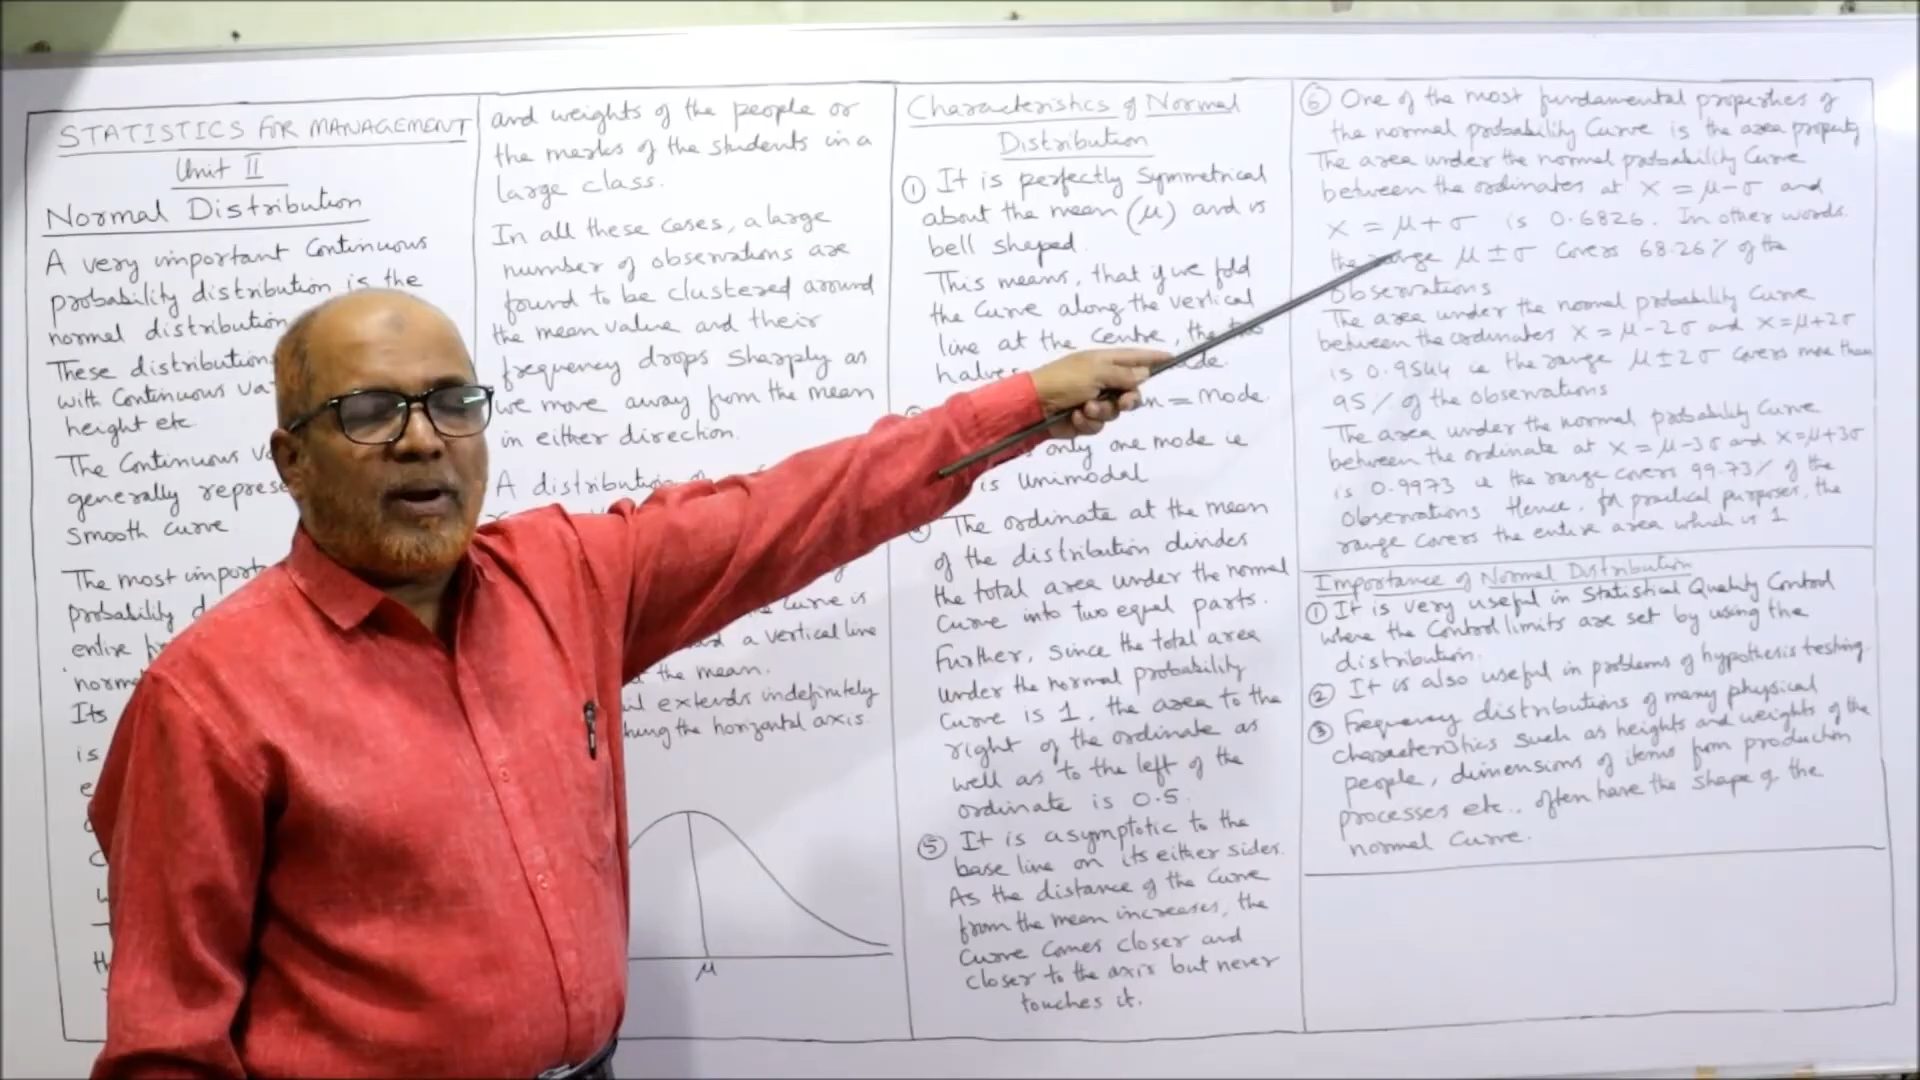 STATISTICS FOR MANAGEMENT
Unit II
Normal Distribution
A very important Continuous
probability distribution is the
normal distribution
These distribution
with Continuous
height etc
The Continuous
generally
Smooth curve
The most
probability
entire
Its
is
and weights of the people or
the marks of the students in a
large class.
In all these cases, a large
number of observations are
found to be clustered around
the mean value and their
frequency drops sharply as
we move away from the mean
in either direction.
A distribution
curve is
a vertical line
the mean.
extends indefinitely
the horizontal axis.
μ
Characteristics of Normal
Distribution
① It is perfectly Symmetrical
about the mean (μ) and is
bell shaped.
This means, that if we fold
the Curve along the vertical
line at the Centre, the two
halves
= Mode.
only one mode ie
is Unimodal
The ordinate at the mean
of the distribution divides
the total area under the normal
Curve into two equal parts.
Further, since the total area
under the normal probability
Curve is 1, the area to the
right of the ordinate as
well as to the left of the
ordinate is 0.5.
⑤ It is asymptotic to the
base line on its either sides.
As the distance of the Curve
from the mean increases, the
Curve Comes closer and
closer to the axis but never
touches it.
⑥ One of the most fundamental properties of
the normal probability Curve is the area property
The area under the normal probability Curve
between the ordinates at X = μ-σ and
X = μ+σ is 0.6826. In other words
the range μ±σ Covers 68.26% of the
Observations
The area under the normal probability Curve
between the ordinates X = μ-2σ and X=μ+2σ
is 0.9544 ie the range μ±2σ Covers more than
95% of the observations
The area under the normal probability Curve
between the ordinate at X = μ-3σ and X=μ+3σ
is 0.9973 ie the range covers 99.73% of the
Observations Hence, for practical purposes, the
range covers the entire area which is 1
Importance of Normal Distribution
① It is very useful in Statistical Quality Control
where the Control limits are set by using the
distribution.
② It is also useful in problems of hypothesis testing.
③ Frequency distributions of many physical
characteristics such as heights and weights of the
people, dimensions of items from production
processes etc., often have the shape of the
normal Curve.